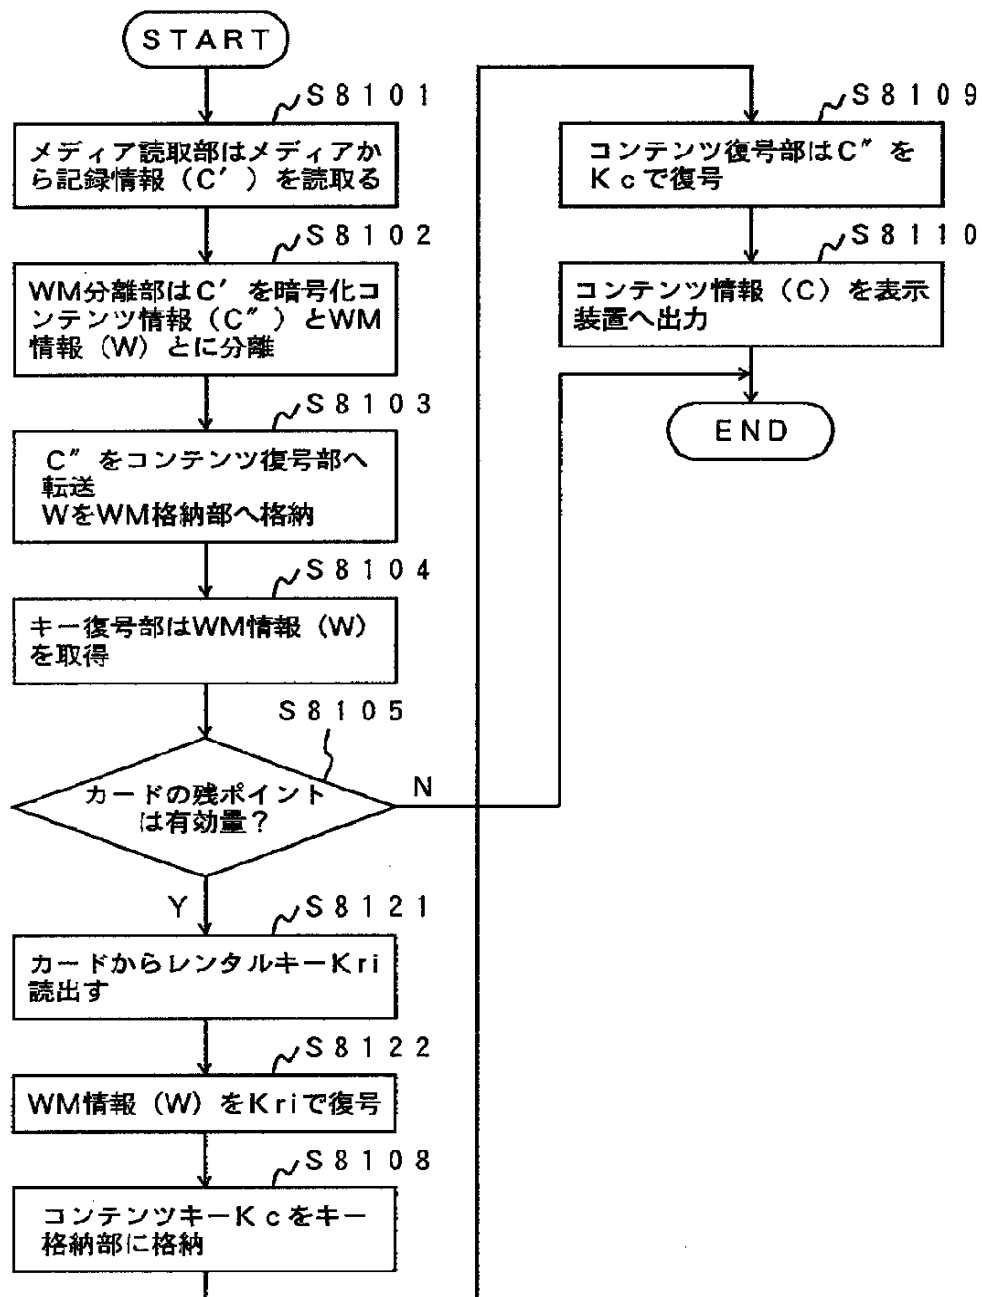 START
S8101
メディア読取部はメディアか
ら記録情報（C′）を読取る
S8102
WM分離部はC′を暗号化コ
ンテンツ情報（C″）とWM
情報（W）とに分離
S8103
C″をコンテンツ復号部へ
転送
WをWM格納部へ格納
S8104
キー復号部はWM情報（W）
を取得
S8105
カードの残ポイント
は有効量？
N
Y
S8121
カードからレンタルキーKri
読出す
S8122
WM情報（W）をKriで復号
S8108
コンテンツキーKcをキー
格納部に格納
S8109
コンテンツ復号部はC″を
Kcで復号
S8110
コンテンツ情報（C）を表示
装置へ出力
END